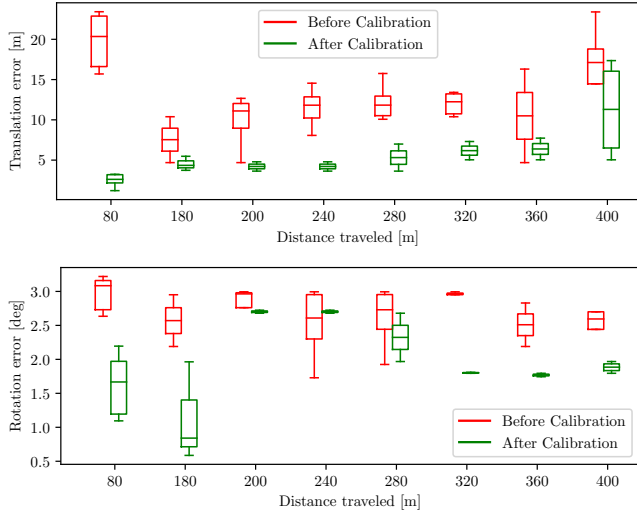 Before Calibration
After Calibration
Translation error [m]
20
15
10
5
80 180 200 240 280 320 360 400
Distance traveled [m]
Rotation error [deg]
3.0
2.5
2.0
1.5
1.0
0.5
Before Calibration
After Calibration
80 180 200 240 280 320 360 400
Distance traveled [m]